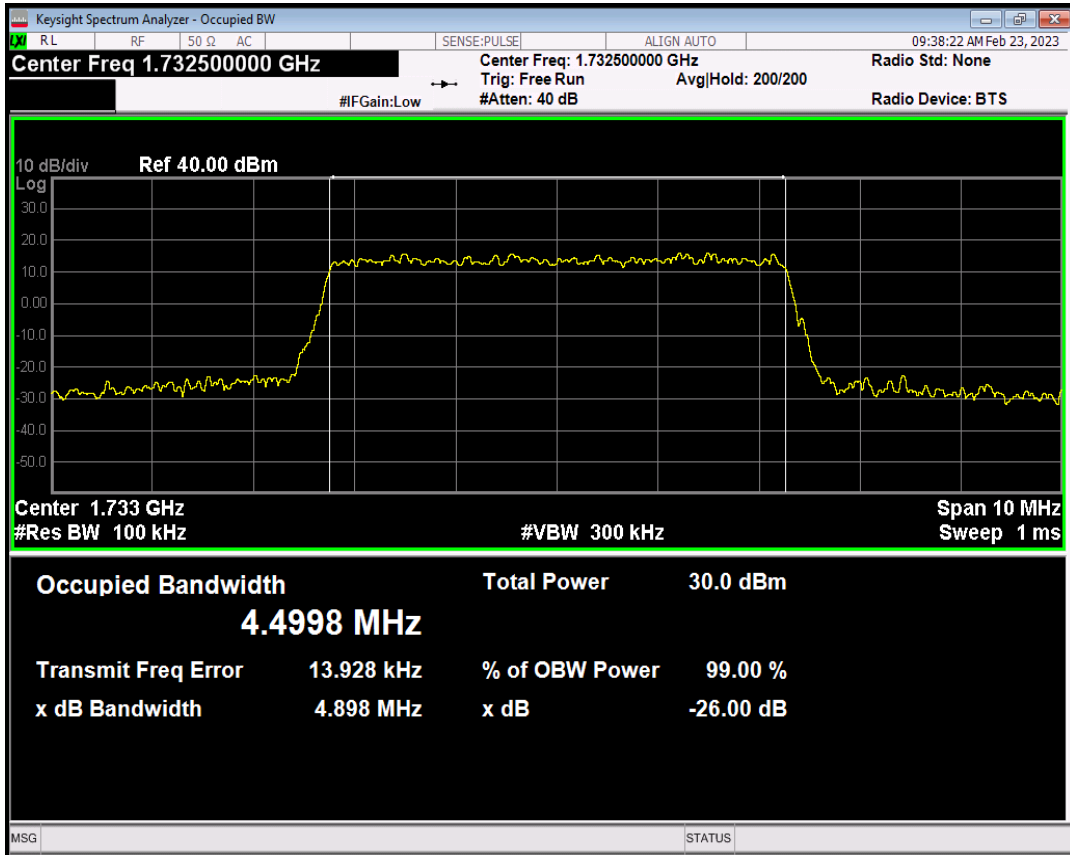 Keysight Spectrum Analyzer - Occupied BW
LXI RL RF 50 Ω AC SENSE:PULSE ALIGN AUTO 09:38:22 AM Feb 23, 2023
Center Freq 1.732500000 GHz Center Freq: 1.732500000 GHz Radio Std: None
Trig: Free Run Avg|Hold: 200/200
#IFGain:Low #Atten: 40 dB Radio Device: BTS
10 dB/div Ref 40.00 dBm
Log
30.0
20.0
10.0
0.00
-10.0
-20.0
-30.0
-40.0
-50.0
Center 1.733 GHz Span 10 MHz
#Res BW 100 kHz #VBW 300 kHz Sweep 1 ms
Occupied Bandwidth Total Power 30.0 dBm
4.4998 MHz
Transmit Freq Error 13.928 kHz % of OBW Power 99.00 %
x dB Bandwidth 4.898 MHz x dB -26.00 dB
MSG STATUS